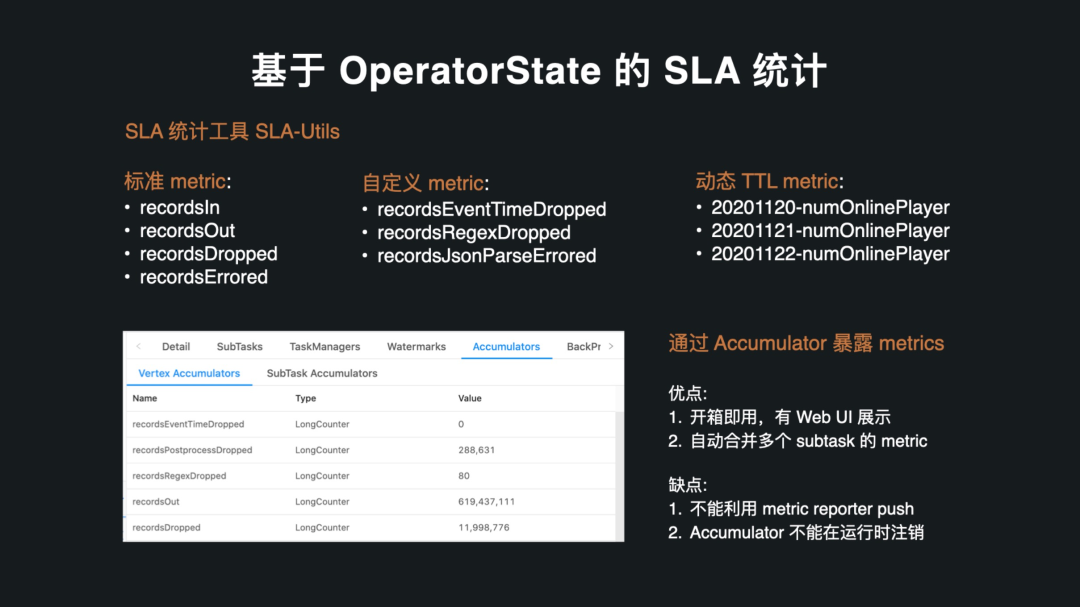 基于 OperatorState 的 SLA 统计
SLA 统计工具 SLA-Utils
标准 metric:
• recordsIn
• recordsOut
• recordsDropped
• recordsErrored
自定义 metric:
• recordsEventTimeDropped
• recordsRegexDropped
• recordsJsonParseErrored
动态 TTL metric:
• 20201120-numOnlinePlayer
• 20201121-numOnlinePlayer
• 20201122-numOnlinePlayer
< Detail SubTasks TaskManagers Watermarks Accumulators BackPr >
Vertex Accumulators SubTask Accumulators
Name Type Value
recordsEventTimeDropped LongCounter 0
recordsPostprocessDropped LongCounter 288,631
recordsRegexDropped LongCounter 80
recordsOut LongCounter 619,437,111
recordsDropped LongCounter 11,998,776
通过 Accumulator 暴露 metrics
优点:
1. 开箱即用，有 Web UI 展示
2. 自动合并多个 subtask 的 metric
缺点:
1. 不能利用 metric reporter push
2. Accumulator 不能在运行时注销